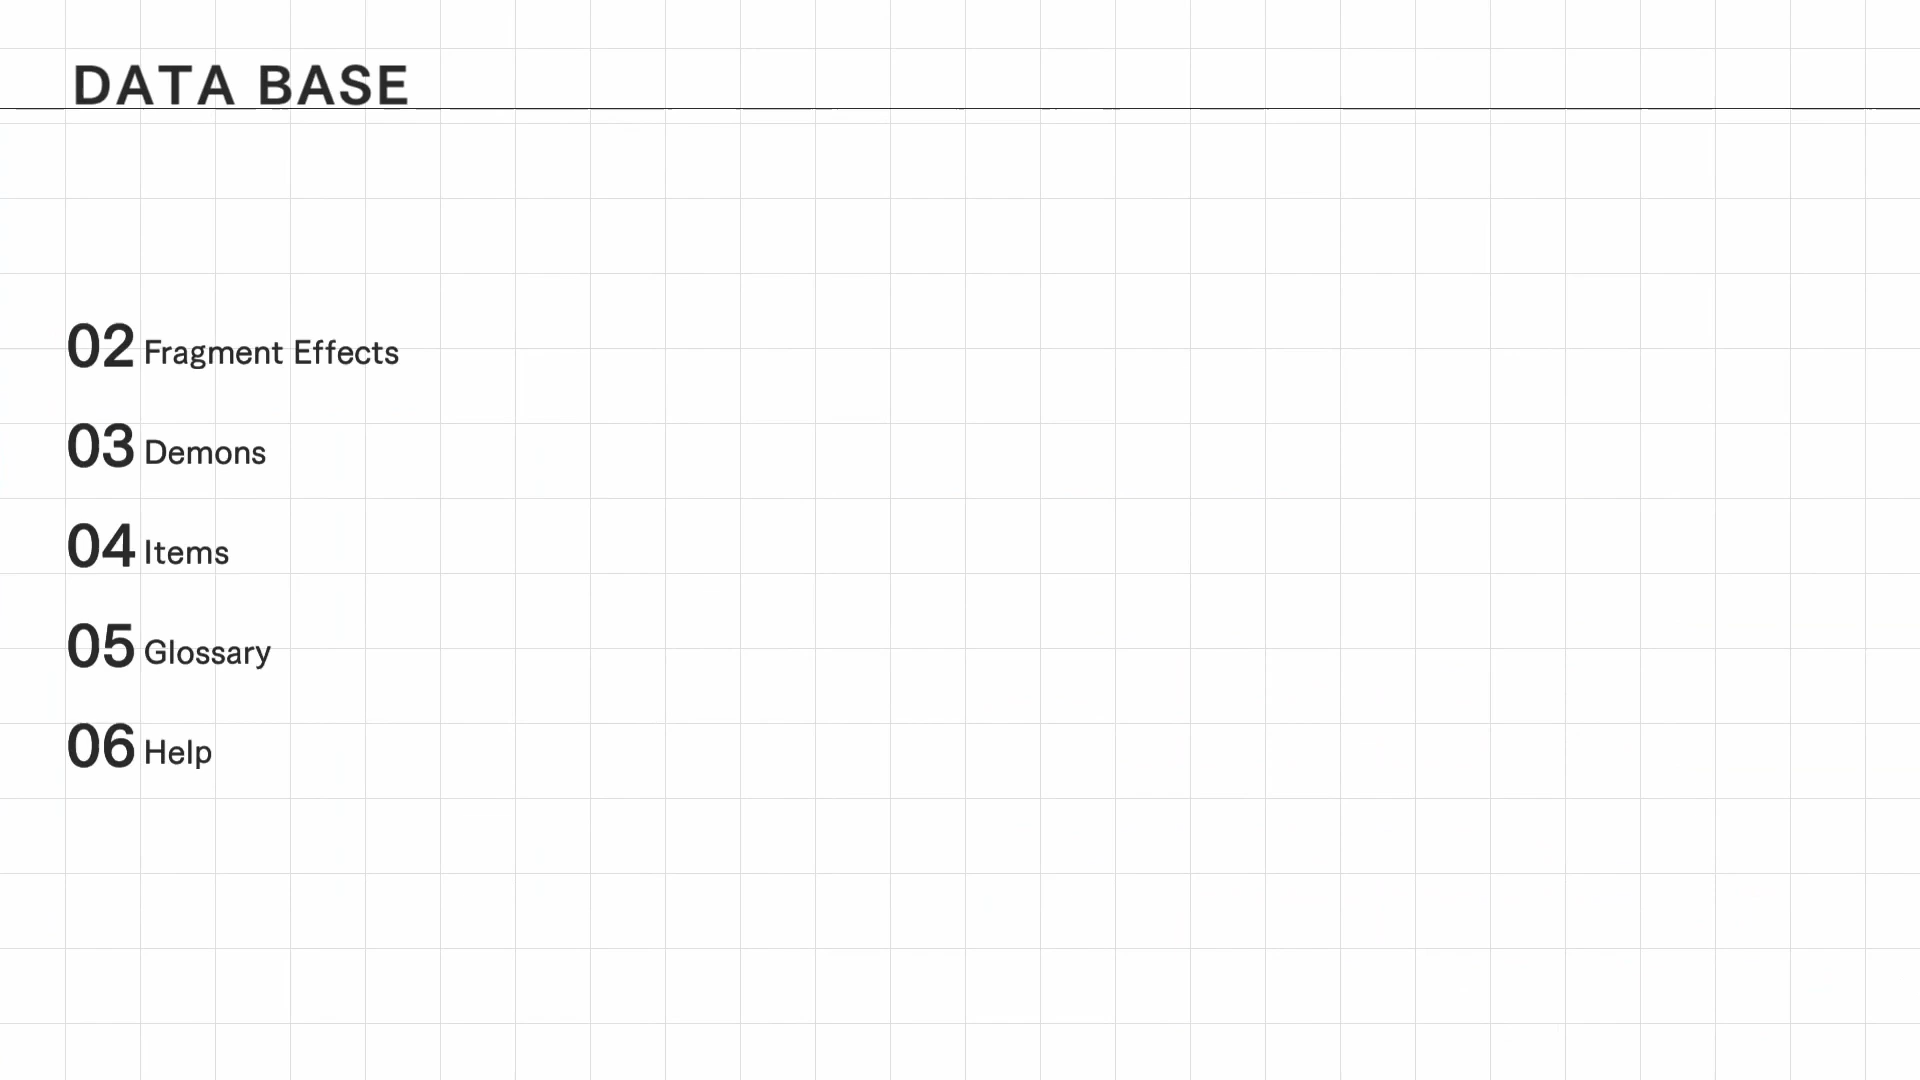 DATA BASE
02 Fragment Effects
03 Demons
04 Items
05 Glossary
06 Help